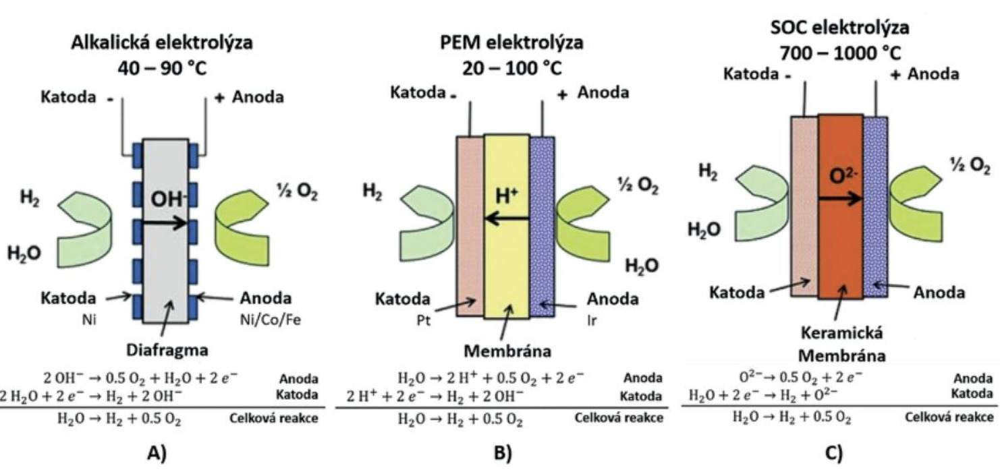 Alkalická elektrolýza
40 – 90 °C
Katoda -
+ Anoda
OH⁻
H₂
H₂O
½ O₂
Katoda
Ni
Anoda
Ni/Co/Fe
Diafragma
2 OH⁻ → 0.5 O₂ + H₂O + 2 e⁻ Anoda
2 H₂O + 2 e⁻ → H₂ + 2 OH⁻ Katoda
H₂O → H₂ + 0.5 O₂ Celková reakce
A)
PEM elektrolýza
20 – 100 °C
Katoda -
+ Anoda
H⁺
H₂
½ O₂
H₂O
Katoda
Pt
Anoda
Ir
Membrána
H₂O → 2 H⁺ + 0.5 O₂ + 2 e⁻ Anoda
2 H⁺ + 2 e⁻ → H₂ + 2 OH⁻ Katoda
H₂O → H₂ + 0.5 O₂ Celková reakce
B)
SOC elektrolýza
700 – 1000 °C
Katoda -
+ Anoda
O²⁻
H₂
H₂O
½ O₂
Katoda
Anoda
Keramická
Membrána
O²⁻ → 0.5 O₂ + 2 e⁻ Anoda
H₂O + 2 e⁻ → H₂ + O²⁻ Katoda
H₂O → H₂ + 0.5 O₂ Celková reakce
C)